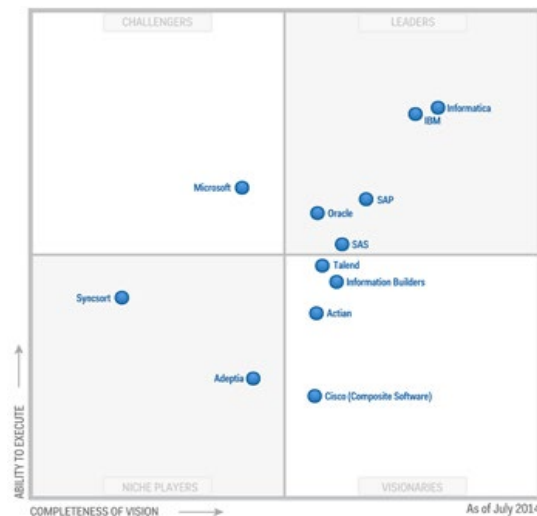 CHALLENGERS
LEADERS
Informatica
IBM
Microsoft
SAP
Oracle
SAS
Talend
Information Builders
Syncsort
Actian
Adeptia
Cisco (Composite Software)
NICHE PLAYERS
VISIONARIES
ABILITY TO EXECUTE
COMPLETENESS OF VISION
As of July 2014